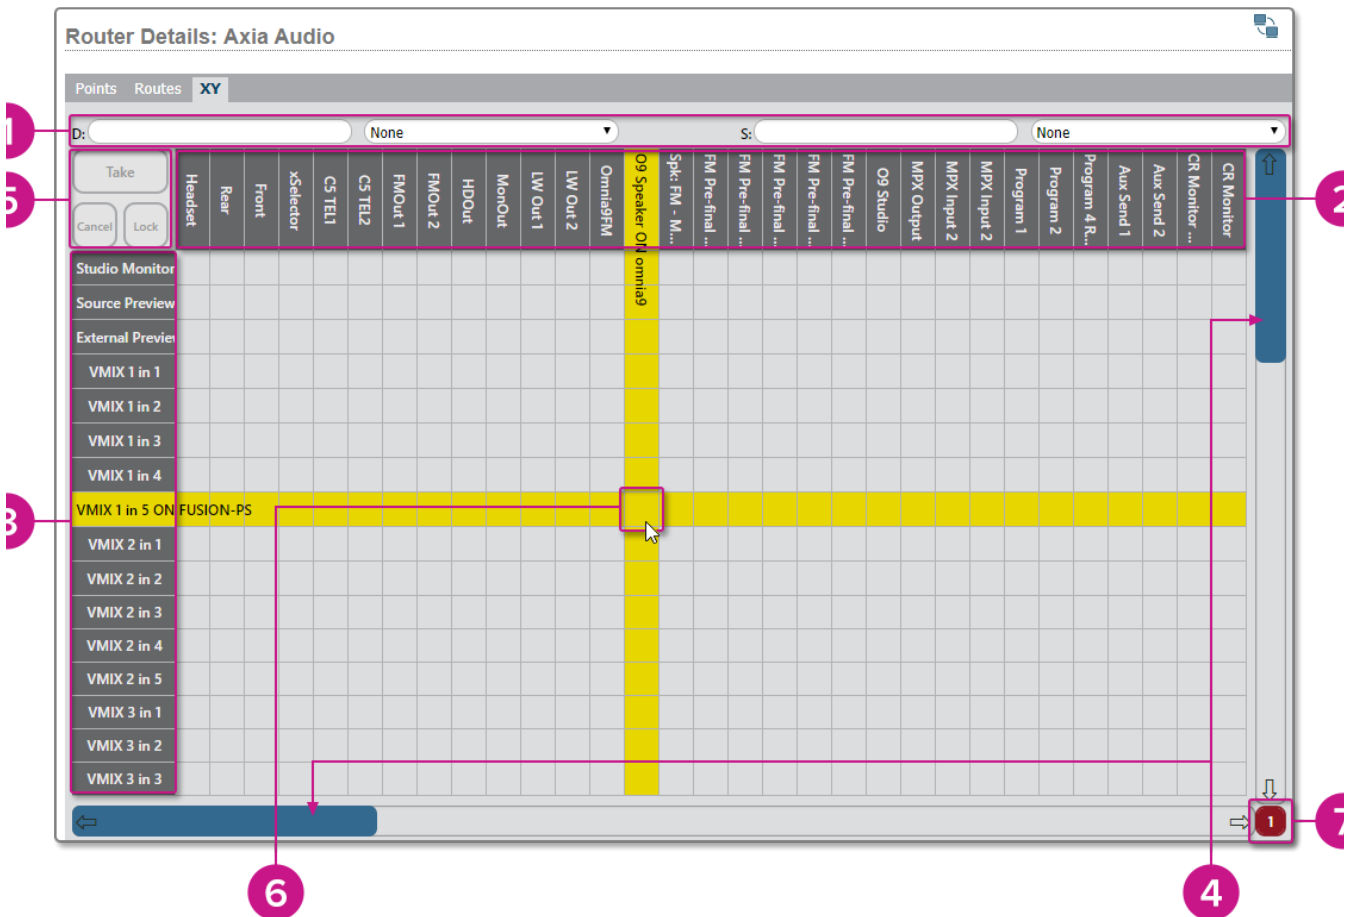 Router Details: Axia Audio
Points Routes XY
1
D: None S: None
5
Take
Cancel Lock
Headset
Rear
Front
xSelector
C5 TEL1
C5 TEL2
FMOut 1
FMOut 2
HDOut
MonOut
LW Out 1
LW Out 2
Omnia9FM
O9 Speaker ON omnia9
Spk: FM - M...
FM Pre-final ...
FM Pre-final ...
FM Pre-final ...
FM Pre-final ...
FM Pre-final ...
O9 Studio
MPX Output
MPX Input 2
MPX Input 2
Program 1
Program 2
Program 4 R...
Aux Send 1
Aux Send 2
CR Monitor ...
CR Monitor
2
Studio Monitor
Source Preview
External Preview
VMIX 1 in 1
VMIX 1 in 2
VMIX 1 in 3
VMIX 1 in 4
3
VMIX 1 in 5 ON FUSION-PS
VMIX 2 in 1
VMIX 2 in 2
VMIX 2 in 3
VMIX 2 in 4
VMIX 2 in 5
VMIX 3 in 1
VMIX 3 in 2
VMIX 3 in 3
1
7
6
4